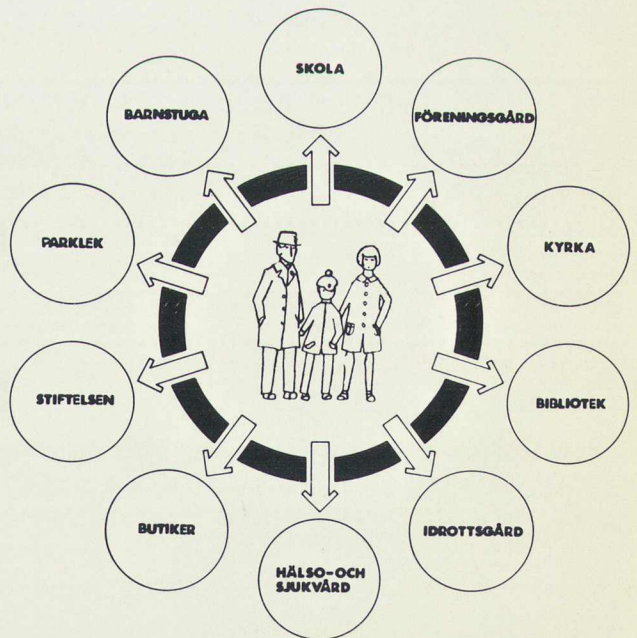 SKOLA
FÖRENINGSGÅRD
KYRKA
BIBLIOTEK
IDROTTSGÅRD
HÄLSO-OCH
SJUKVÅRD
BUTIKER
STIFTELSEN
PARKLEK
BARNSTUGA